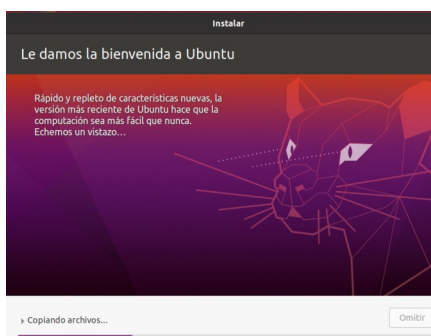 Instalar
Le damos la bienvenida a Ubuntu
Rápido y repleto de características nuevas, la
versión más reciente de Ubuntu hace que la
computación sea más fácil que nunca.
Echemos un vistazo…
Copiando archivos...
Omitir